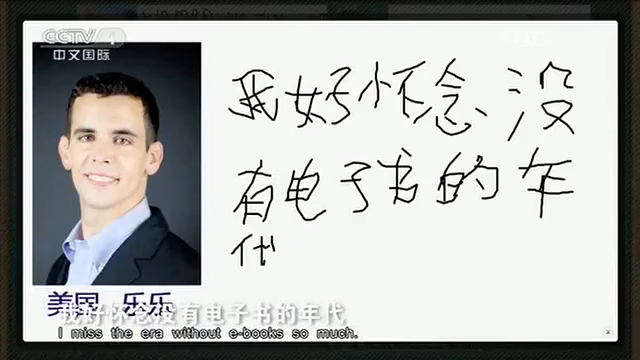 CCTV 4
中文国际
我好怀念没
有电子书的年
代
美国 乐乐
我好怀念没有电子书的年代
I miss the era without e-books so much.